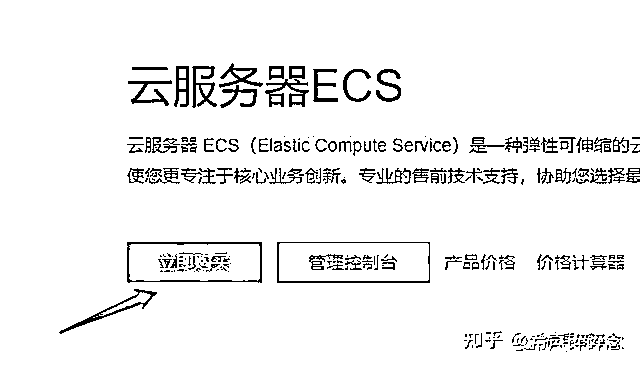 云服务器ECS
云服务器 ECS（Elastic Compute Service）是一种弹性可伸缩的云
使您更专注于核心业务创新。专业的售前技术支持，协助您选择最
立即购买 管理控制台 产品价格 价格计算器
知乎